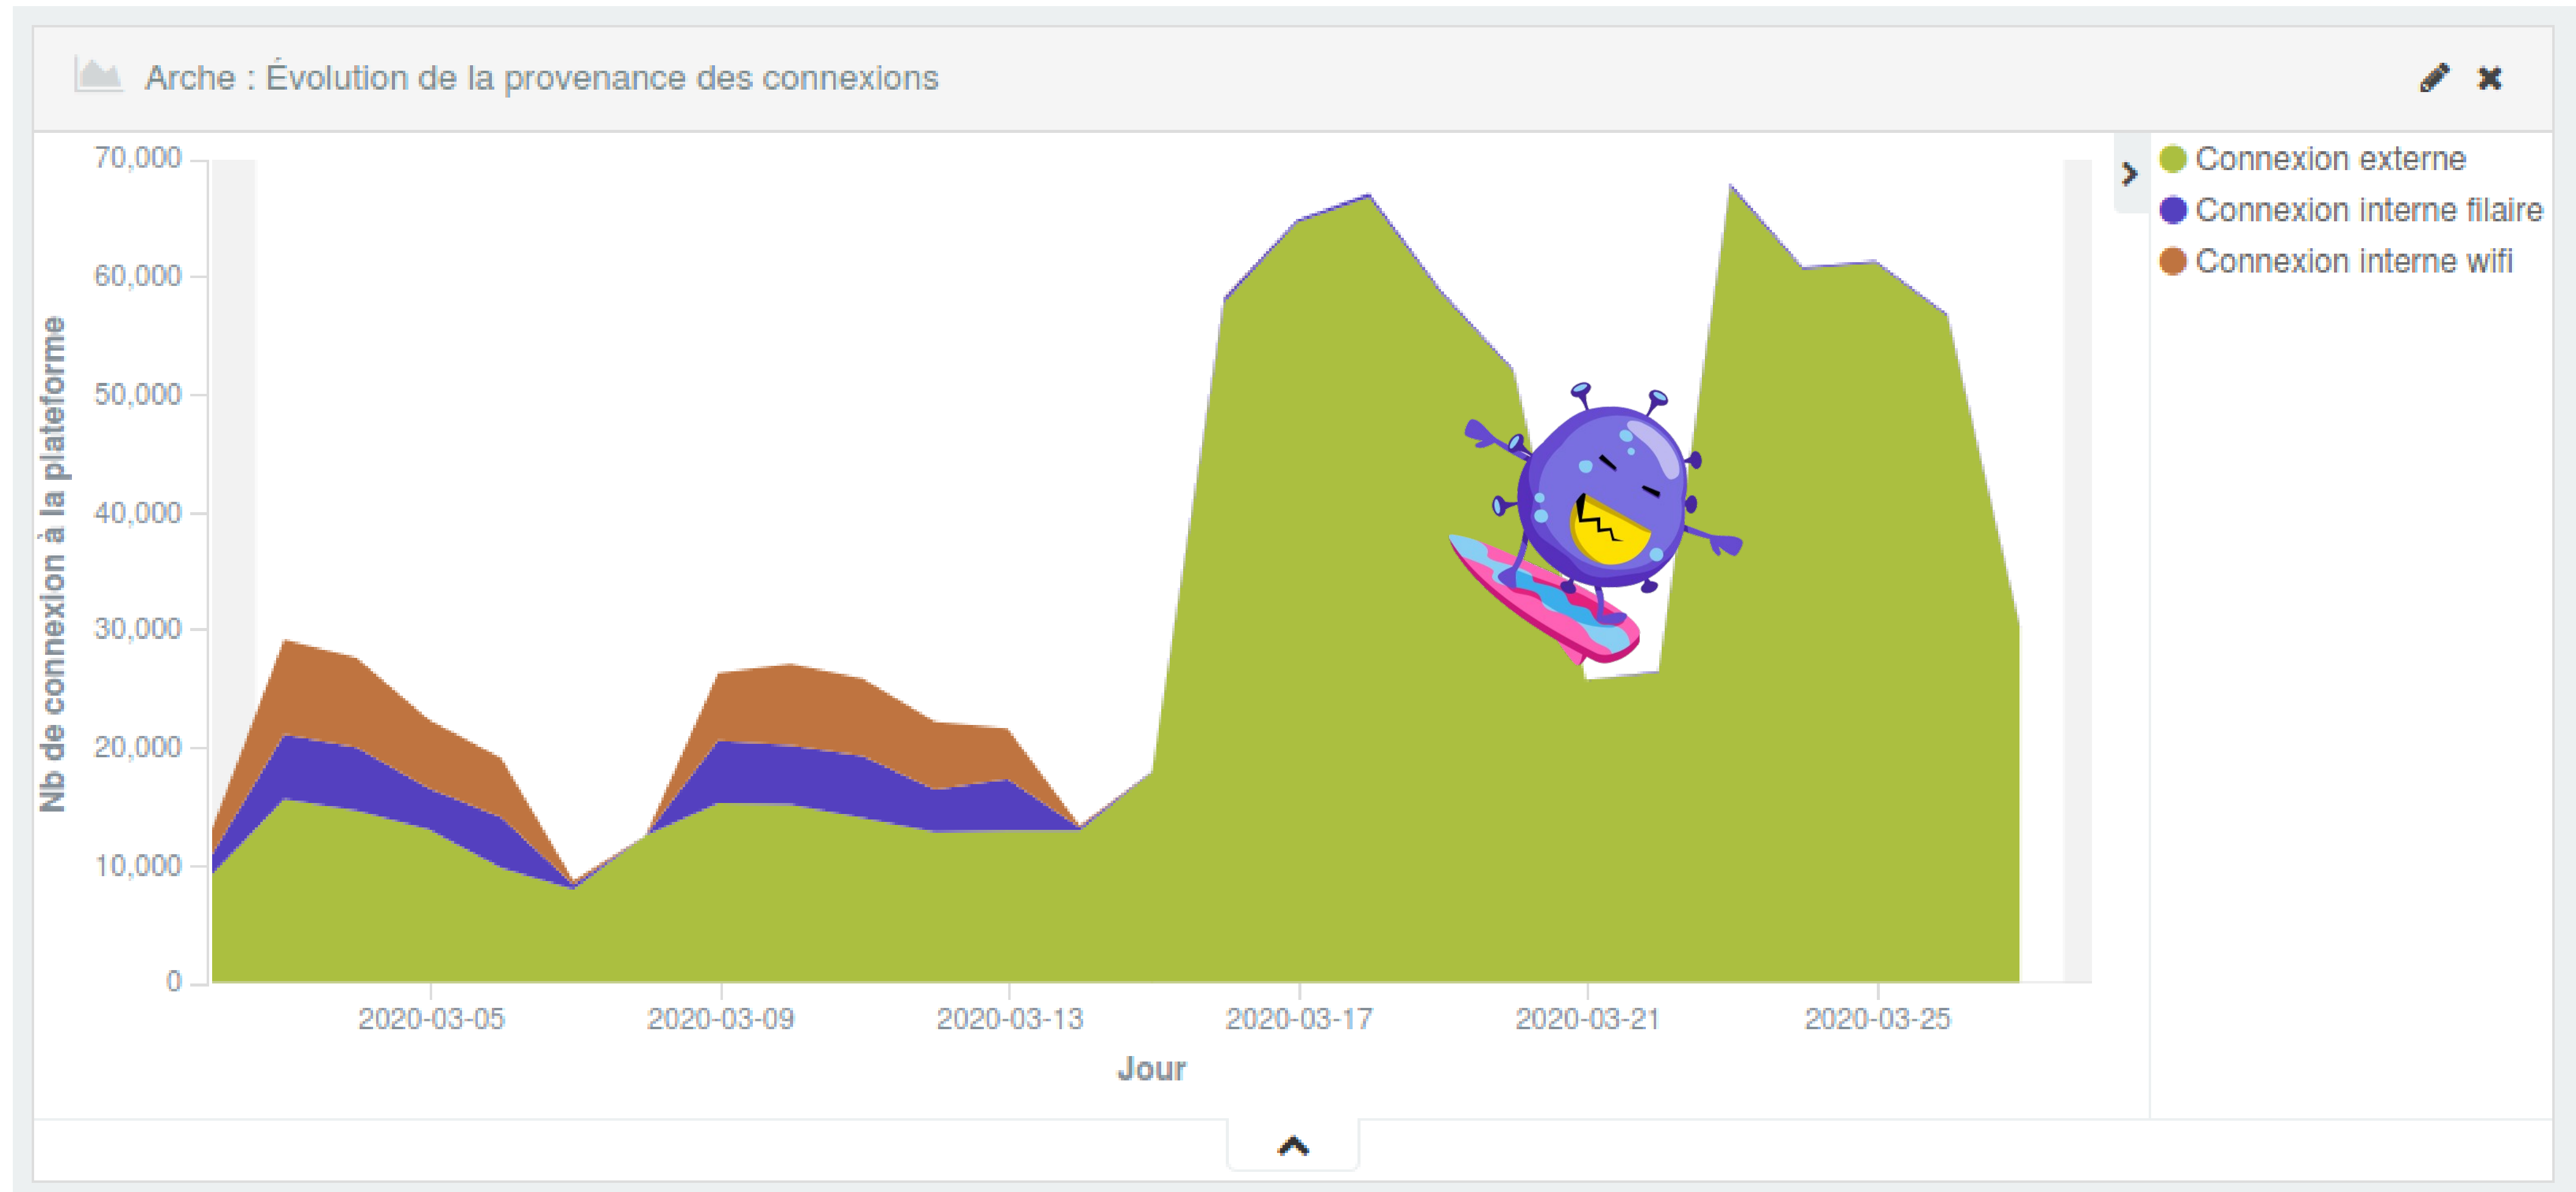 Arche : Évolution de la provenance des connexions
Nb de connexion à la plateforme
70,000
60,000
50,000
40,000
30,000
20,000
10,000
0
2020-03-05 2020-03-09 2020-03-13 2020-03-17 2020-03-21 2020-03-25
Jour
Connexion externe
Connexion interne filaire
Connexion interne wifi